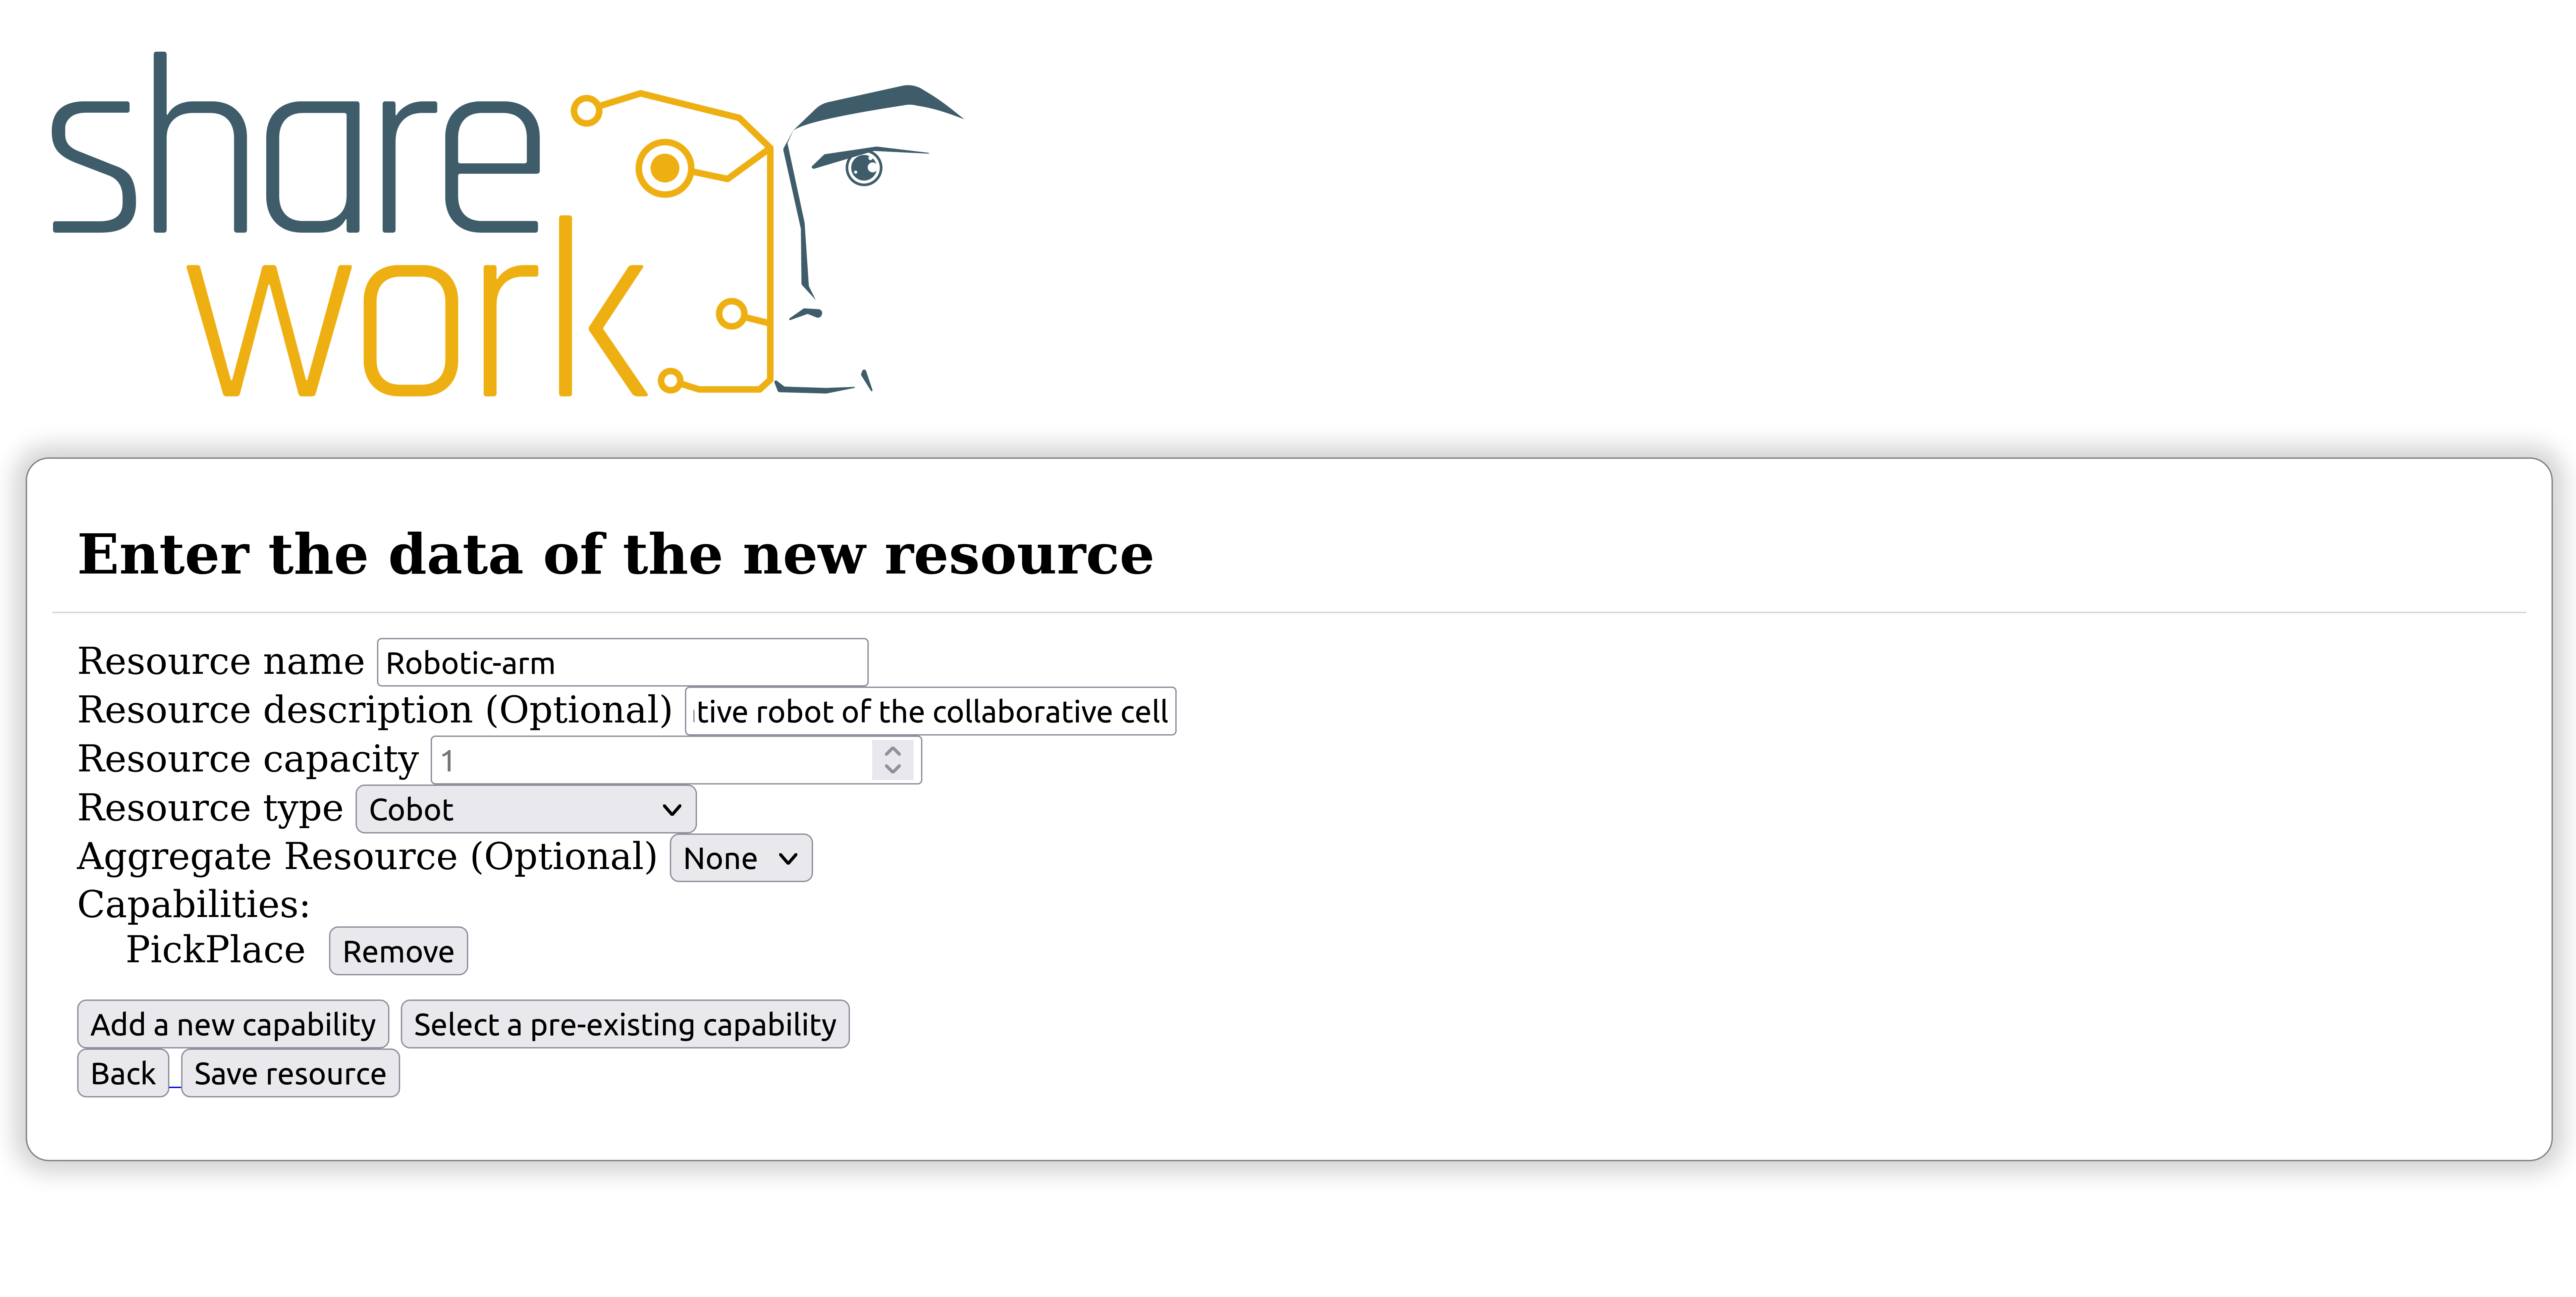 share
work
Enter the data of the new resource
Resource name Robotic-arm
Resource description (Optional) tive robot of the collaborative cell
Resource capacity 1
Resource type Cobot
Aggregate Resource (Optional) None
Capabilities:
PickPlace Remove
Add a new capability Select a pre-existing capability
Back Save resource